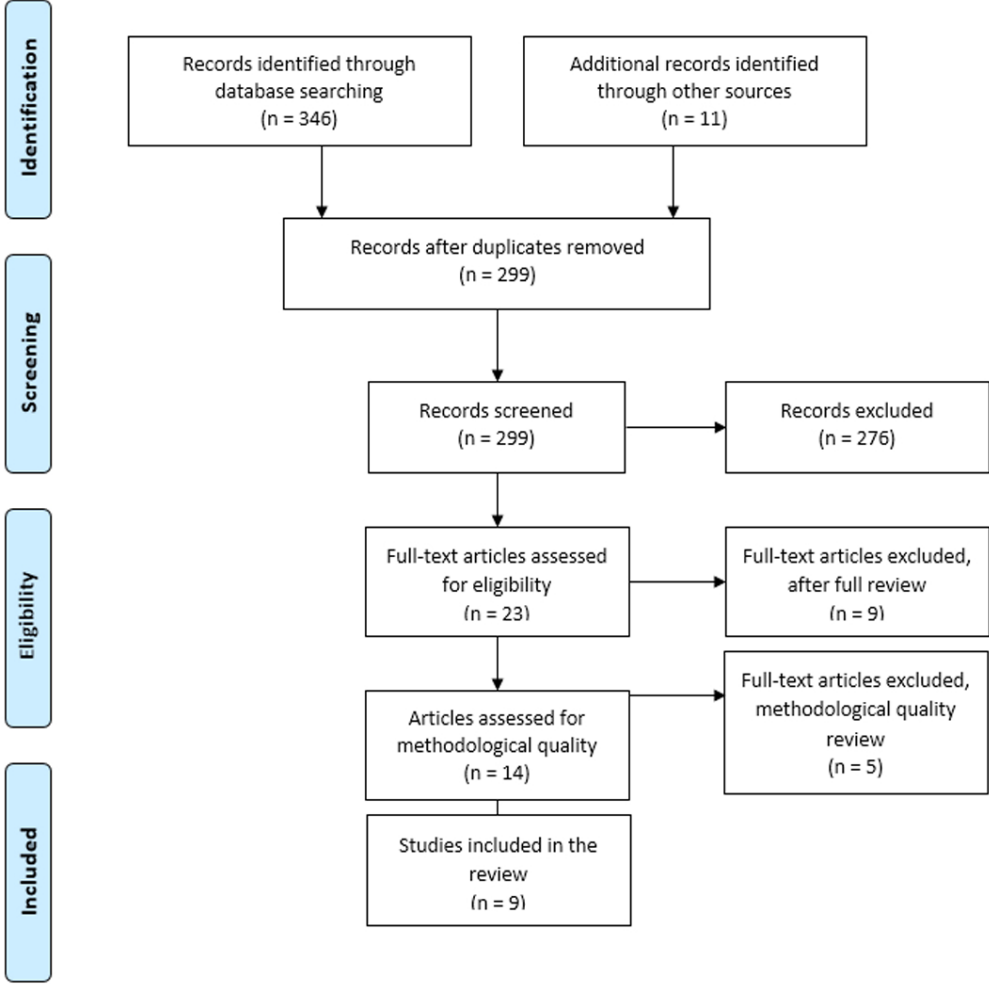 Identification
Records identified through
database searching
(n = 346)
Additional records identified
through other sources
(n = 11)
Records after duplicates removed
(n = 299)
Screening
Records screened
(n = 299)
Records excluded
(n = 276)
Eligibility
Full-text articles assessed
for eligibility
(n = 23)
Full-text articles excluded,
after full review
(n = 9)
Articles assessed for
methodological quality
(n = 14)
Full-text articles excluded,
methodological quality
review
(n = 5)
Included
Studies included in the
review
(n = 9)